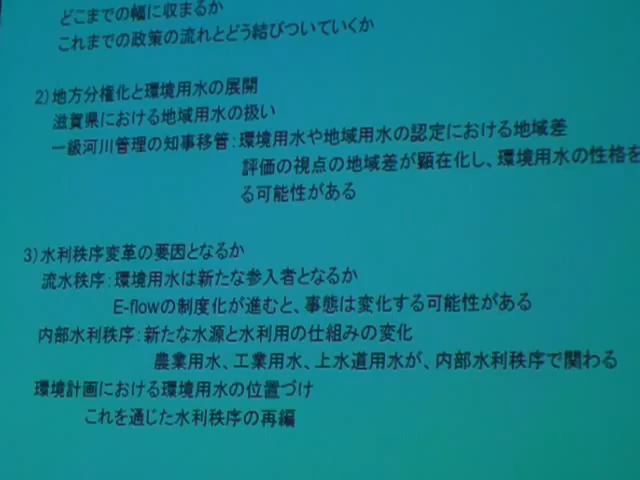 どこまでの幅に収まるか
これまでの政策の流れとどう結びついていくか
2)地方分権化と環境用水の展開
滋賀県における地域用水の扱い
一級河川管理の知事移管:環境用水や地域用水の認定における地域差
評価の視点の地域差が顕在化し、環境用水の性格を
る可能性がある
3)水利秩序変革の要因となるか
流水秩序:環境用水は新たな参入者となるか
E-flowの制度化が進むと、事態は変化する可能性がある
内部水利秩序:新たな水源と水利用の仕組みの変化
農業用水、工業用水、上水道用水が、内部水利秩序で関わる
環境計画における環境用水の位置づけ
これを通じた水利秩序の再編